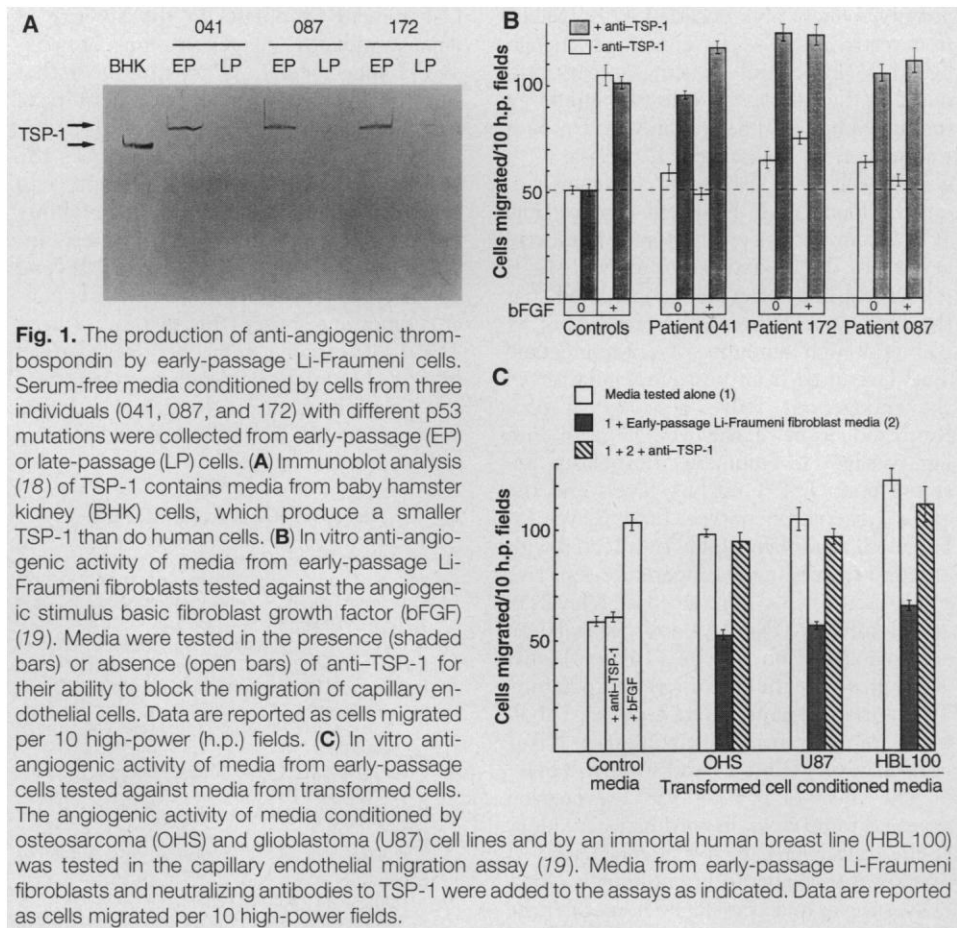 A
041 087 172
BHK EP LP EP LP EP LP
TSP-1
B
+ anti–TSP-1
- anti–TSP-1
Cells migrated/10 h.p. fields
100
50
bFGF 0 + 0 + 0 + 0 +
Controls Patient 041 Patient 172 Patient 087
Fig. 1. The production of anti-angiogenic throm-
bospondin by early-passage Li-Fraumeni cells.
Serum-free media conditioned by cells from three
individuals (041, 087, and 172) with different p53
mutations were collected from early-passage (EP)
or late-passage (LP) cells. (A) Immunoblot analysis
(18) of TSP-1 contains media from baby hamster
kidney (BHK) cells, which produce a smaller
TSP-1 than do human cells. (B) In vitro anti-angio-
genic activity of media from early-passage Li-
Fraumeni fibroblasts tested against the angiogen-
ic stimulus basic fibroblast growth factor (bFGF)
(19). Media were tested in the presence (shaded
bars) or absence (open bars) of anti–TSP-1 for
their ability to block the migration of capillary en-
dothelial cells. Data are reported as cells migrated
per 10 high-power (h.p.) fields. (C) In vitro anti-
angiogenic activity of media from early-passage
cells tested against media from transformed cells.
The angiogenic activity of media conditioned by
osteosarcoma (OHS) and glioblastoma (U87) cell lines and by an immortal human breast line (HBL100)
was tested in the capillary endothelial migration assay (19). Media from early-passage Li-Fraumeni
fibroblasts and neutralizing antibodies to TSP-1 were added to the assays as indicated. Data are reported
as cells migrated per 10 high-power fields.
C
Media tested alone (1)
1 + Early-passage Li-Fraumeni fibroblast media (2)
1 + 2 + anti–TSP-1
Cells migrated/10 h.p. fields
100
50
+ anti–TSP-1
+ bFGF
Control
media
OHS U87 HBL100
Transformed cell conditioned media